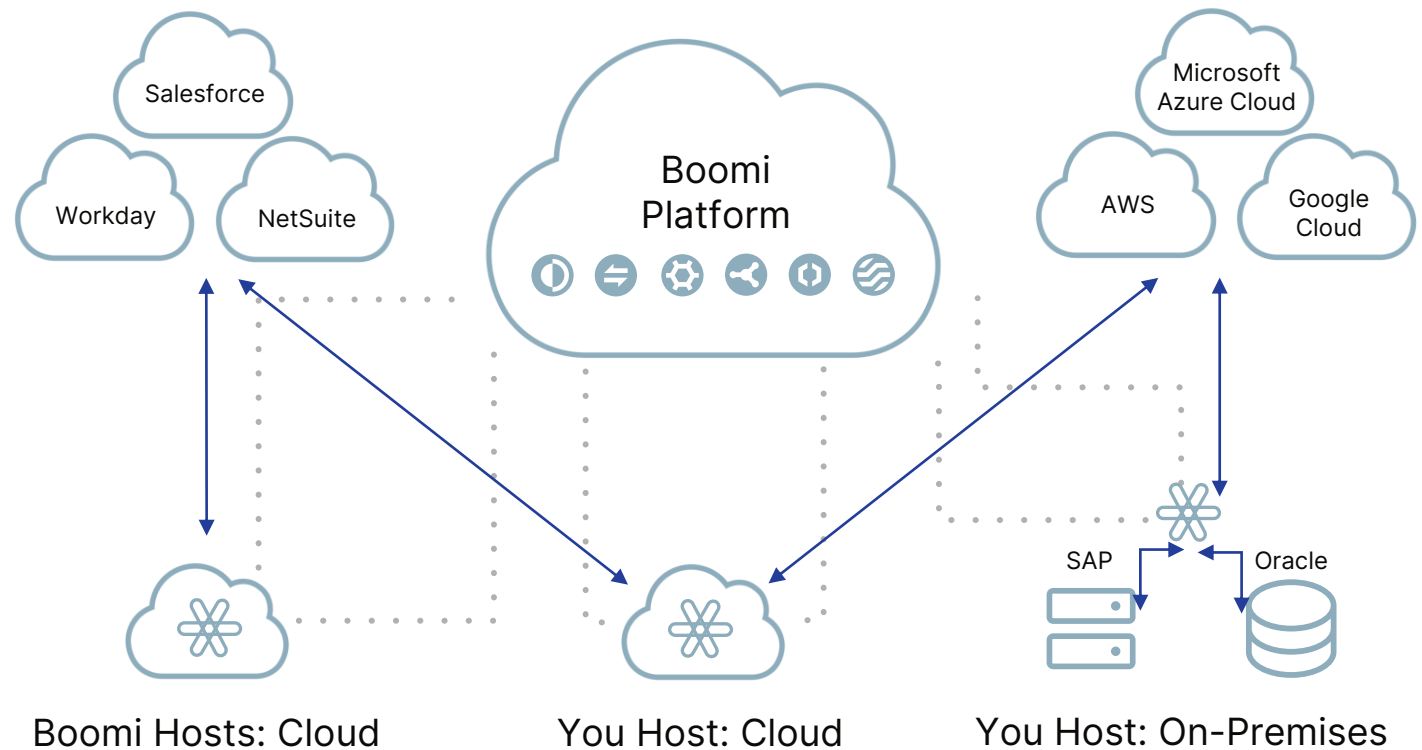 Salesforce
Workday
NetSuite
Boomi
Platform
Microsoft
Azure Cloud
AWS
Google
Cloud
SAP
Oracle
Boomi Hosts: Cloud
You Host: Cloud
You Host: On-Premises